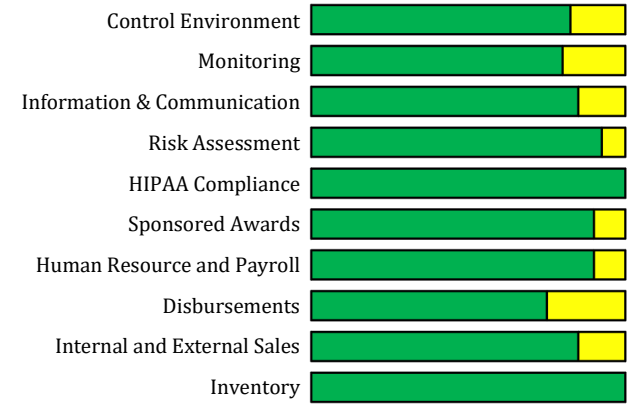 Control Environment
Monitoring
Information & Communication
Risk Assessment
HIPAA Compliance
Sponsored Awards
Human Resource and Payroll
Disbursements
Internal and External Sales
Inventory